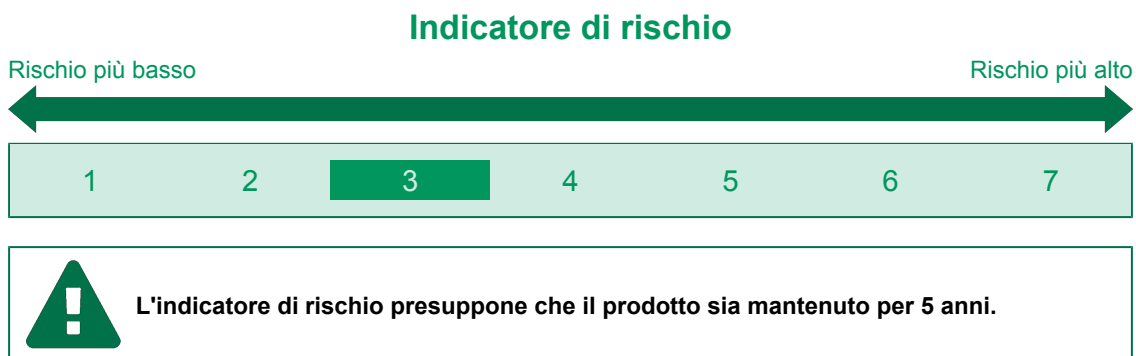 Indicatore di rischio
Rischio più basso Rischio più alto
1 2 3 4 5 6 7
L'indicatore di rischio presuppone che il prodotto sia mantenuto per 5 anni.